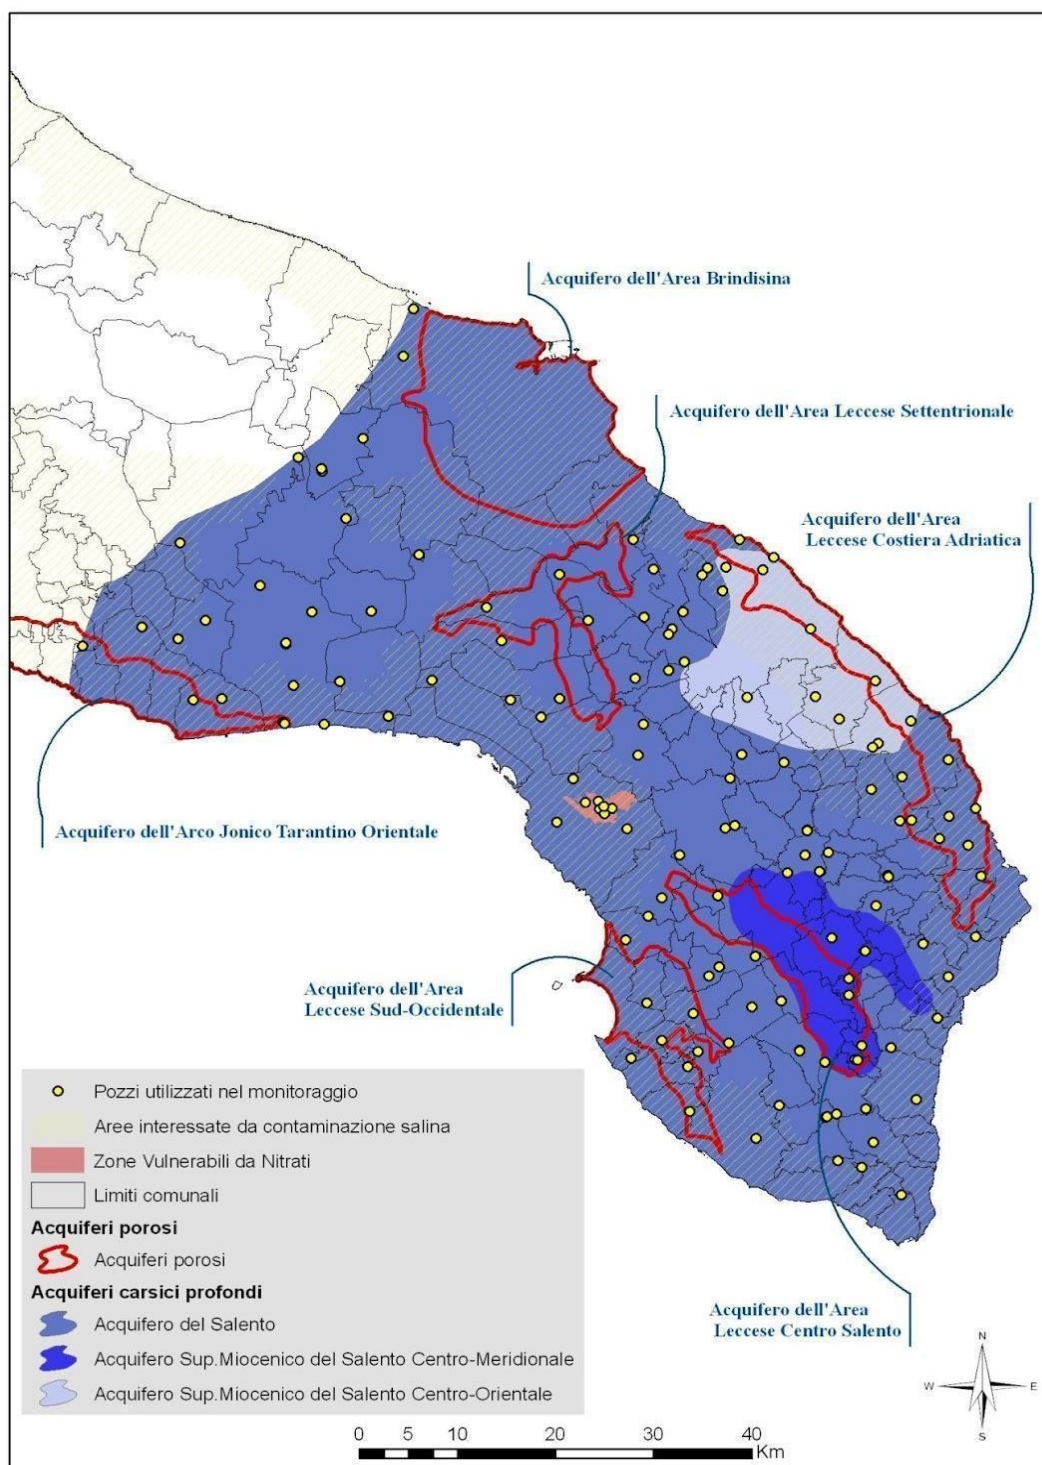 Acquifero dell'Area Brindisina
Acquifero dell'Area Leccese Settentrionale
Acquifero dell'Area
Leccese Costiera Adriatica
Acquifero dell'Arco Jonico Tarantino Orientale
Acquifero dell'Area
Leccese Sud-Occidentale
Pozzi utilizzati nel monitoraggio
Aree interessate da contaminazione salina
Zone Vulnerabili da Nitrati
Limiti comunali
Acquiferi porosi
Acquiferi porosi
Acquiferi carsici profondi
Acquifero del Salento
Acquifero Sup.Miocenico del Salento Centro-Meridionale
Acquifero Sup.Miocenico del Salento Centro-Orientale
Acquifero dell'Area
Leccese Centro Salento
N
W E
S
0 5 10 20 30 40
Km